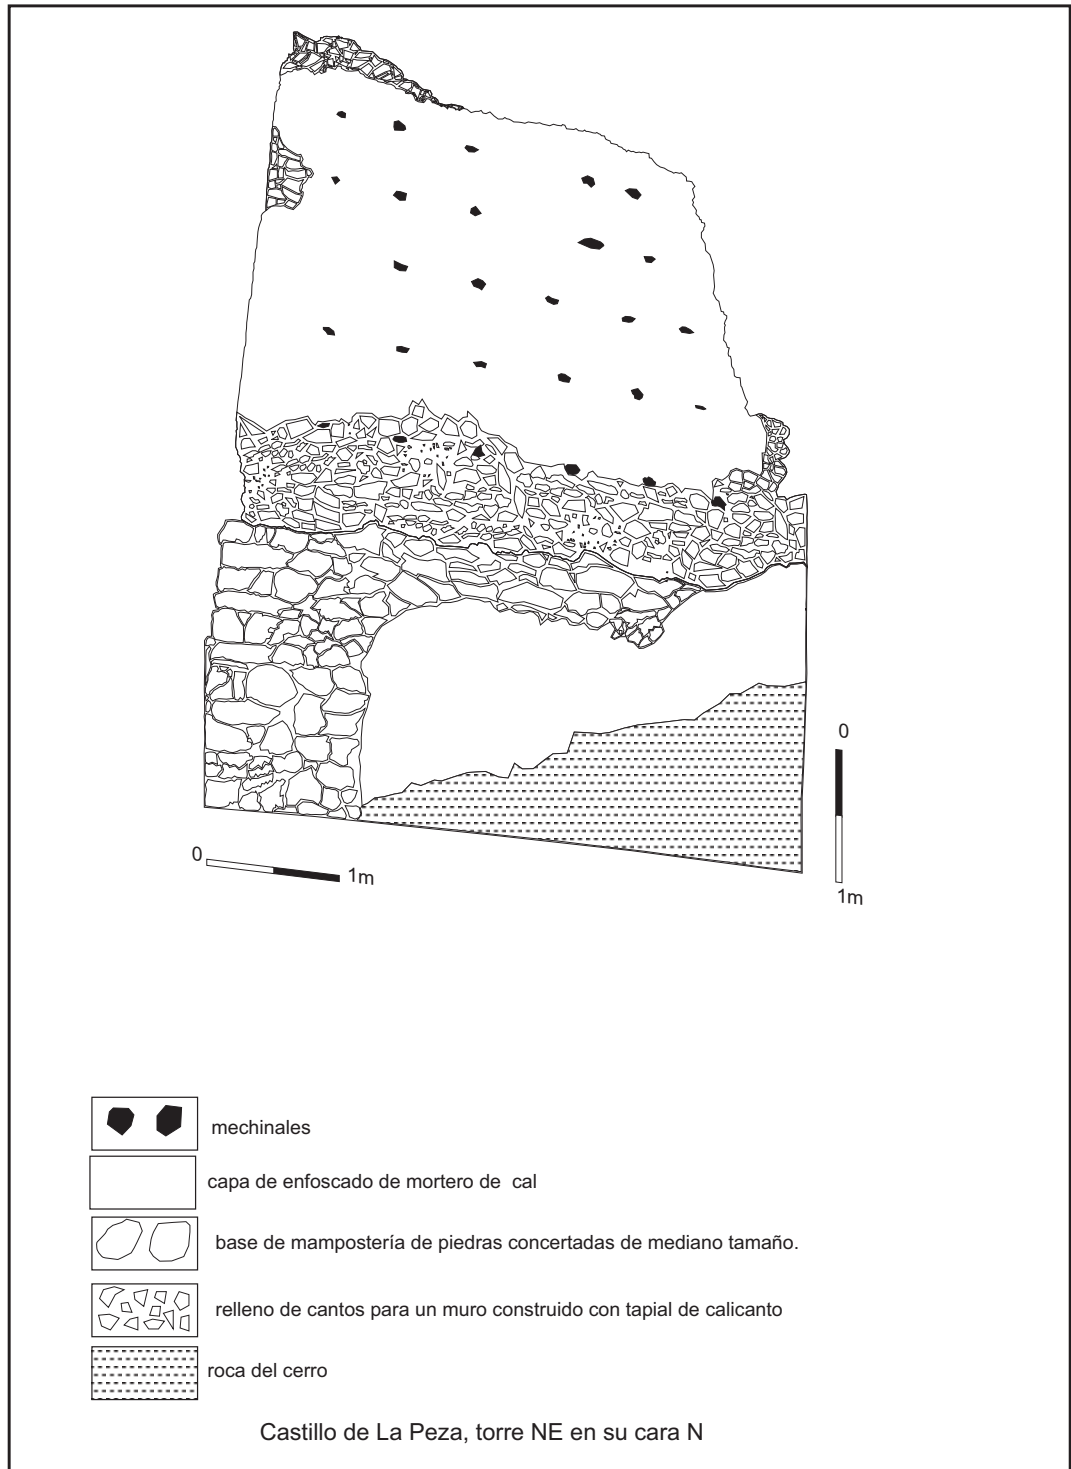 0
0
1m
1m
mechinales
capa de enfoscado de mortero de cal
base de mampostería de piedras concertadas de mediano tamaño.
relleno de cantos para un muro construido con tapial de calicanto
roca del cerro
Castillo de La Peza, torre NE en su cara N